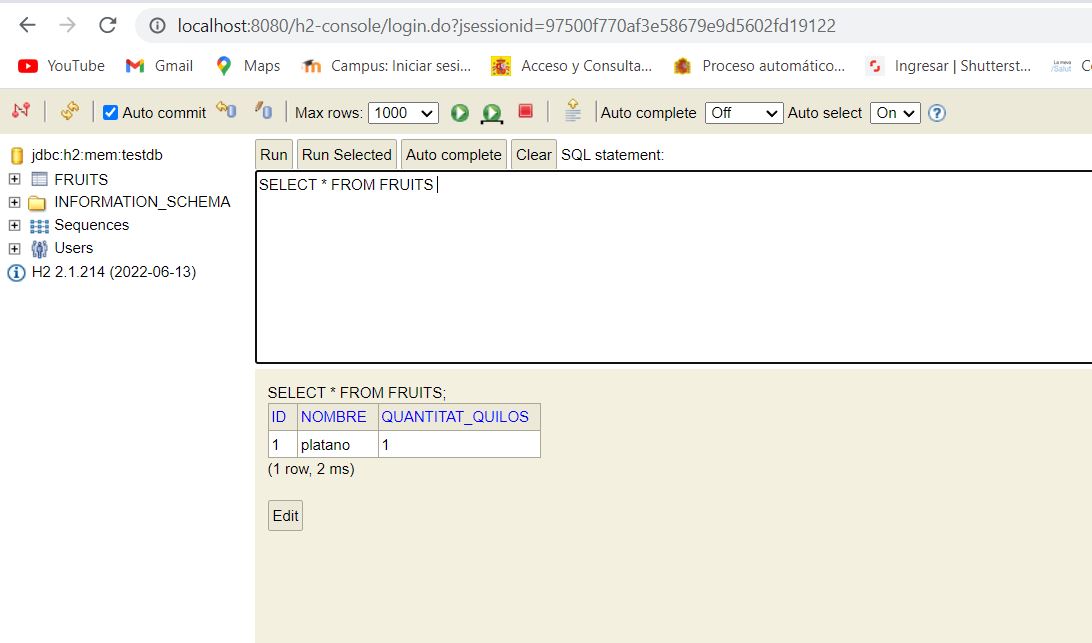 localhost:8080/h2-console/login.do?jsessionid=97500f770af3e58679e9d5602fd19122
YouTube Gmail Maps Campus: Iniciar sesi... Acceso y Consulta... Proceso automático... Ingresar | Shutterst... La meva /Salut
Auto commit Max rows: 1000 Auto complete Off Auto select On ?
jdbc:h2:mem:testdb
FRUITS
INFORMATION_SCHEMA
Sequences
Users
H2 2.1.214 (2022-06-13)
Run Run Selected Auto complete Clear SQL statement:
SELECT * FROM FRUITS
SELECT * FROM FRUITS;
ID NOMBRE QUANTITAT_QUILOS
1 platano 1
(1 row, 2 ms)
Edit